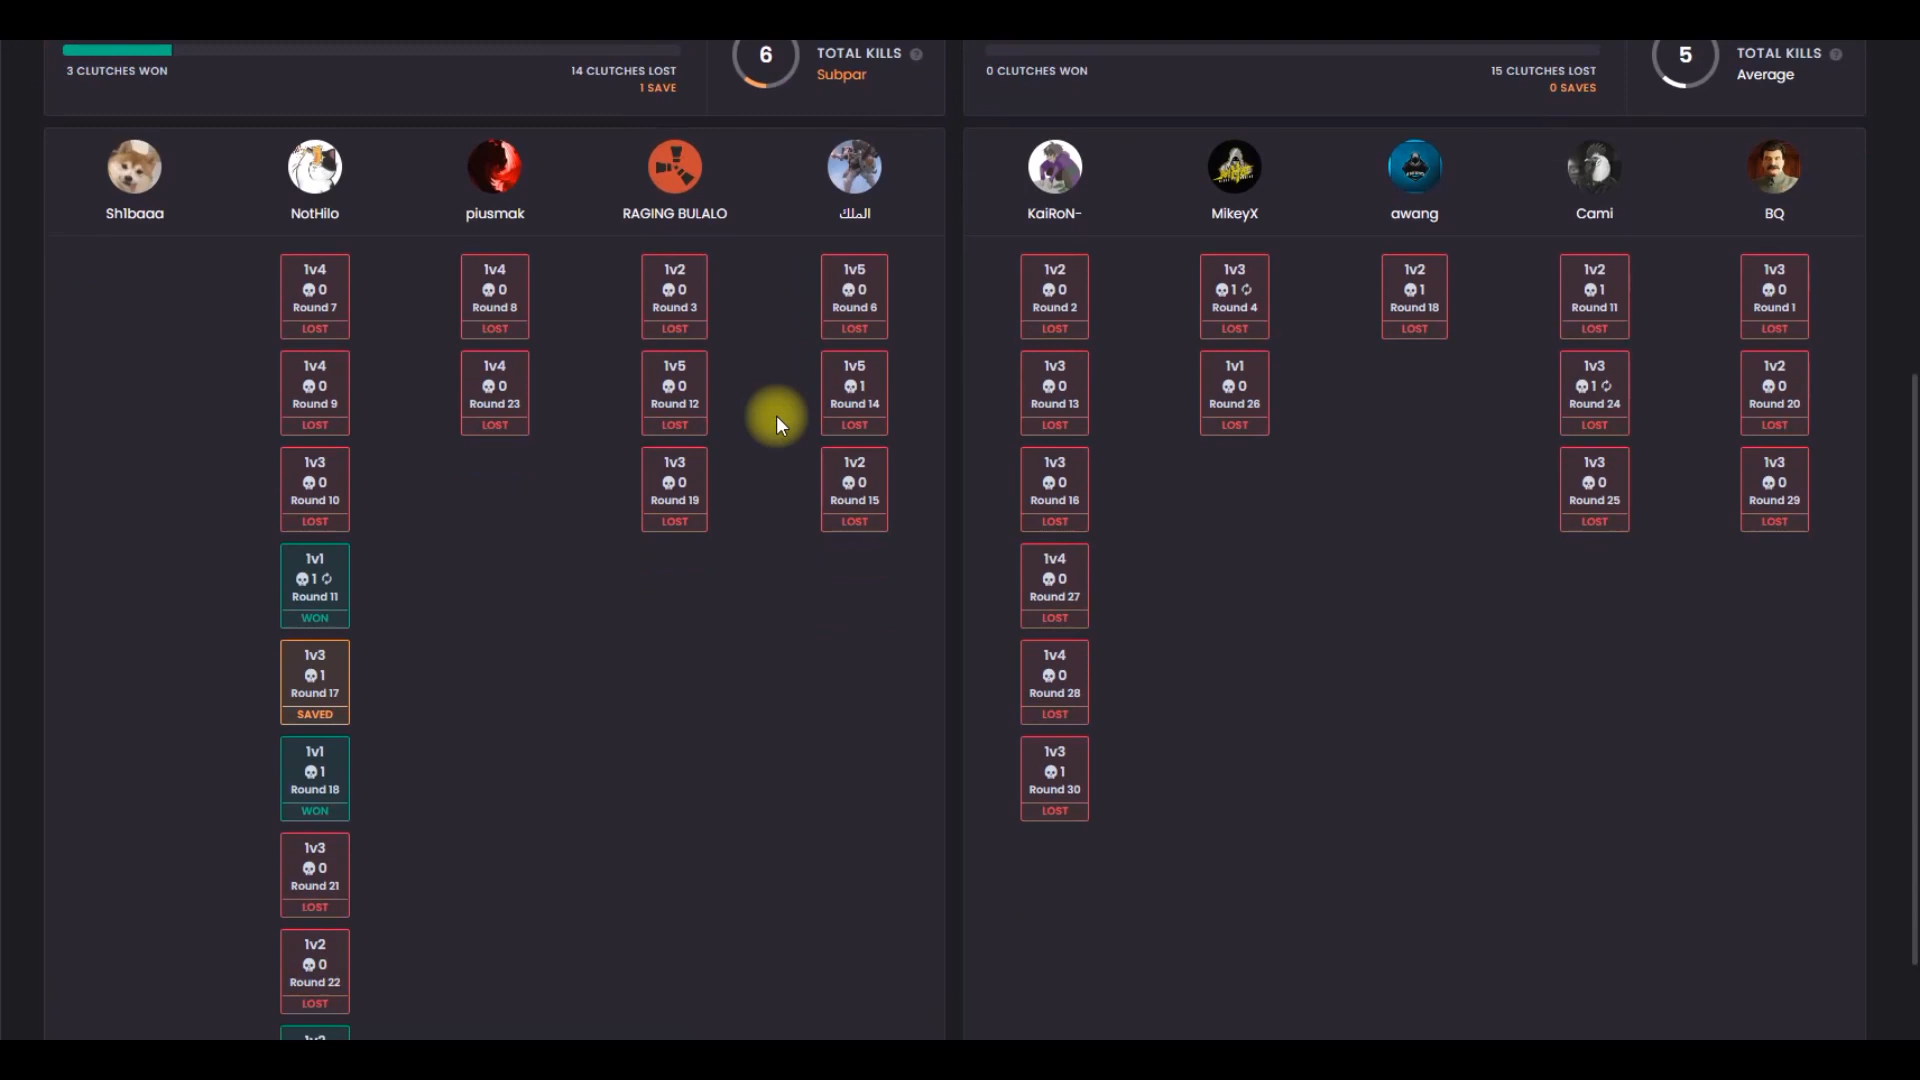 3 CLUTCHES WON
14 CLUTCHES LOST
1 SAVE
6
TOTAL KILLS
Subpar
0 CLUTCHES WON
15 CLUTCHES LOST
0 SAVES
5
TOTAL KILLS
Average
Sh1baaa
NotHilo
piusmak
RAGING BULALO
الملك
KaiRoN-
MikeyX
awang
Cami
BQ
1v4
0
Round 7
LOST
1v4
0
Round 9
LOST
1v3
0
Round 10
LOST
1v1
1
Round 11
WON
1v3
1
Round 17
SAVED
1v1
1
Round 18
WON
1v3
0
Round 21
LOST
1v2
0
Round 22
LOST
1v4
0
Round 8
LOST
1v4
0
Round 23
LOST
1v2
0
Round 3
LOST
1v5
0
Round 12
LOST
1v3
0
Round 19
LOST
1v5
0
Round 6
LOST
1v5
1
Round 14
LOST
1v2
0
Round 15
LOST
1v2
0
Round 2
LOST
1v3
0
Round 13
LOST
1v3
0
Round 16
LOST
1v4
0
Round 27
LOST
1v4
0
Round 28
LOST
1v3
1
Round 30
LOST
1v3
1
Round 4
LOST
1v1
0
Round 26
LOST
1v2
1
Round 18
LOST
1v2
1
Round 11
LOST
1v3
1
Round 24
LOST
1v3
0
Round 25
LOST
1v3
0
Round 1
LOST
1v2
0
Round 20
LOST
1v3
0
Round 29
LOST